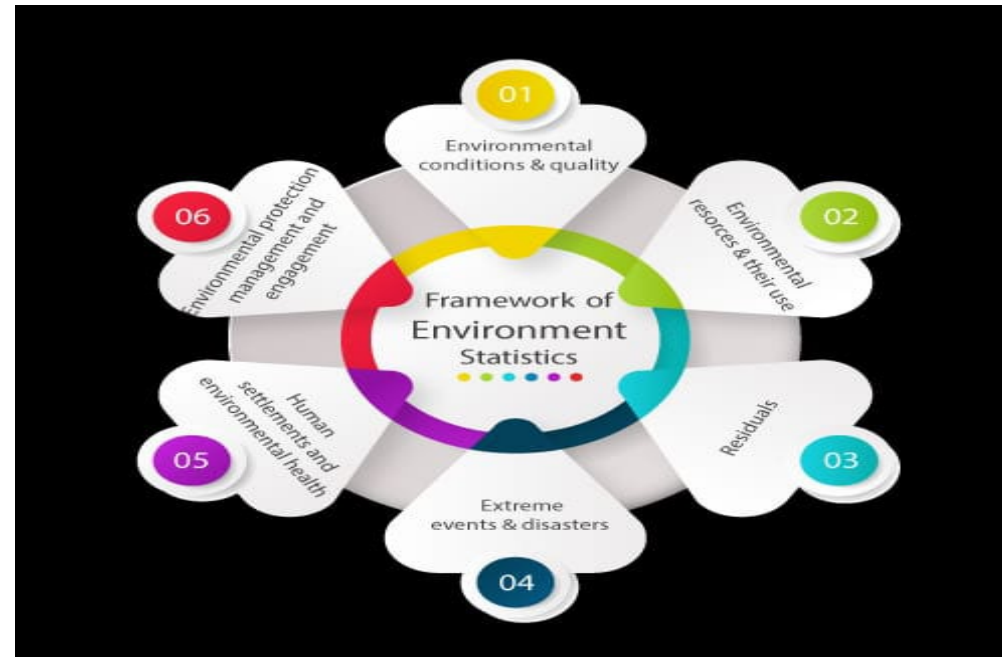 01
Environmental
conditions & quality
02
Environmental
resorces & their use
03
Residuals
04
Extreme
events & disasters
05
Human
settlements and
environmental health
06
Environmental protection
management and
engagement
Framework of
Environment
Statistics